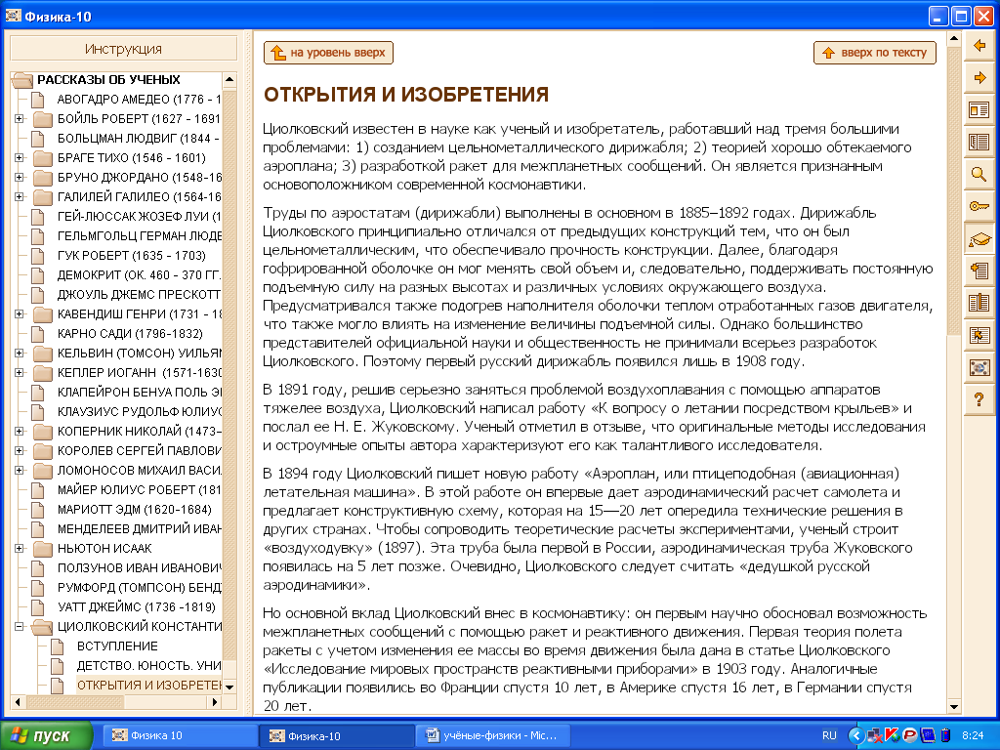 Физика-10
Инструкция
РАССКАЗЫ ОБ УЧЕНЫХ
АВОГАДРО АМЕДЕО (1776 - 1
БОЙЛЬ РОБЕРТ (1627 - 1691
БОЛЬЦМАН ЛЮДВИГ (1844 -
БРАГЕ ТИХО (1546 - 1601)
БРУНО ДЖОРДАНО (1548-16
ГАЛИЛЕЙ ГАЛИЛЕО (1564-16
ГЕЙ-ЛЮССАК ЖОЗЕФ ЛУИ (1
ГЕЛЬМГОЛЬЦ ГЕРМАН ЛЮДЕ
ГУК РОБЕРТ (1635 - 1703)
ДЕМОКРИТ (ОК. 460 - 370 ГГ.
ДЖОУЛЬ ДЖЕМС ПРЕСКОТТ
КАВЕНДИШ ГЕНРИ (1731 - 18
КАРНО САДИ (1796-1832)
КЕЛЬВИН (ТОМСОН) УИЛЬЯМ
КЕПЛЕР ИОГАНН (1571-1630
КЛАПЕЙРОН БЕНУА ПОЛЬ Э
КЛАУЗИУС РУДОЛЬФ ЮЛИУС
КОПЕРНИК НИКОЛАЙ (1473–
КОРОЛЕВ СЕРГЕЙ ПАВЛОВИ
ЛОМОНОСОВ МИХАИЛ ВАСИ
МАЙЕР ЮЛИУС РОБЕРТ (181
МАРИОТТ ЭДМ (1620-1684)
МЕНДЕЛЕЕВ ДМИТРИЙ ИВАН
НЬЮТОН ИСААК
ПОЛЗУНОВ ИВАН ИВАНОВИЧ
РУМФОРД (ТОМПСОН) БЕНД
УАТТ ДЖЕЙМС (1736 -1819)
ЦИОЛКОВСКИЙ КОНСТАНТИ
ВСТУПЛЕНИЕ
ДЕТСТВО. ЮНОСТЬ. УНИ
ОТКРЫТИЯ И ИЗОБРЕТЕН
на уровень вверх
вверх по тексту
ОТКРЫТИЯ И ИЗОБРЕТЕНИЯ
Циолковский известен в науке как ученый и изобретатель, работавший над тремя большими
проблемами: 1) созданием цельнометаллического дирижабля; 2) теорией хорошо обтекаемого
аэроплана; 3) разработкой ракет для межпланетных сообщений. Он является признанным
основоположником современной космонавтики.
Труды по аэростатам (дирижабли) выполнены в основном в 1885–1892 годах. Дирижабль
Циолковского принципиально отличался от предыдущих конструкций тем, что он был
цельнометаллическим, что обеспечивало прочность конструкции. Далее, благодаря
гофрированной оболочке он мог менять свой объем и, следовательно, поддерживать постоянную
подъемную силу на разных высотах и различных условиях окружающего воздуха.
Предусматривался также подогрев наполнителя оболочки теплом отработанных газов двигателя,
что также могло влиять на изменение величины подъемной силы. Однако большинство
представителей официальной науки и общественность не принимали всерьез разработок
Циолковского. Поэтому первый русский дирижабль появился лишь в 1908 году.
В 1891 году, решив серьезно заняться проблемой воздухоплавания с помощью аппаратов
тяжелее воздуха, Циолковский написал работу «К вопросу о летании посредством крыльев» и
послал ее Н. Е. Жуковскому. Ученый отметил в отзыве, что оригинальные методы исследования
и остроумные опыты автора характеризуют его как талантливого исследователя.
В 1894 году Циолковский пишет новую работу «Аэроплан, или птицеподобная (авиационная)
летательная машина». В этой работе он впервые дает аэродинамический расчет самолета и
предлагает конструктивную схему, которая на 15—20 лет опередила технические решения в
других странах. Чтобы сопроводить теоретические расчеты экспериментами, ученый строит
«воздуходувку» (1897). Эта труба была первой в России, аэродинамическая труба Жуковского
появилась на 5 лет позже. Очевидно, Циолковского следует считать «дедушкой русской
аэродинамики».
Но основной вклад Циолковский внес в космонавтику: он первым научно обосновал возможность
межпланетных сообщений с помощью ракет и реактивного движения. Первая теория полета
ракеты с учетом изменения ее массы во время движения была дана в статье Циолковского
«Исследование мировых пространств реактивными приборами» в 1903 году. Аналогичные
публикации появились во Франции спустя 10 лет, в Америке спустя 16 лет, в Германии спустя
20 лет.
пуск
Физика 10
Физика-10
учёные-физики - Mic...
RU
8:24